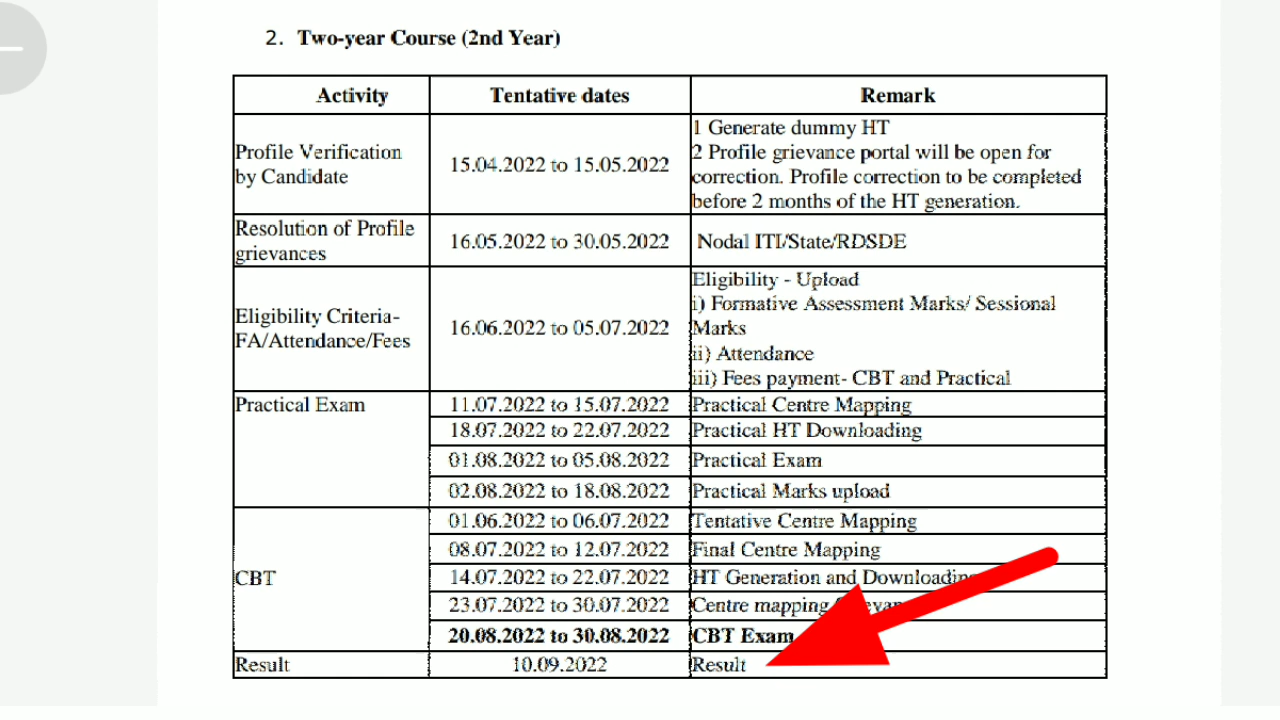 2. Two-year Course (2nd Year)
Activity Tentative dates Remark
Profile Verification
by Candidate
15.04.2022 to 15.05.2022
1 Generate dummy HT
2 Profile grievance portal will be open for
correction. Profile correction to be completed
before 2 months of the HT generation.
Resolution of Profile
grievances
16.05.2022 to 30.05.2022
Nodal ITI/State/RDSDE
Eligibility Criteria-
FA/Attendance/Fees
16.06.2022 to 05.07.2022
Eligibility - Upload
i) Formative Assessment Marks/ Sessional
Marks
ii) Attendance
iii) Fees payment- CBT and Practical
Practical Exam
11.07.2022 to 15.07.2022 Practical Centre Mapping
18.07.2022 to 22.07.2022 Practical HT Downloading
01.08.2022 to 05.08.2022 Practical Exam
02.08.2022 to 18.08.2022 Practical Marks upload
CBT
01.06.2022 to 06.07.2022 Tentative Centre Mapping
08.07.2022 to 12.07.2022 Final Centre Mapping
14.07.2022 to 22.07.2022 HT Generation and Downloading
23.07.2022 to 30.07.2022 Centre mapping
20.08.2022 to 30.08.2022 CBT Exam
Result 10.09.2022 Result